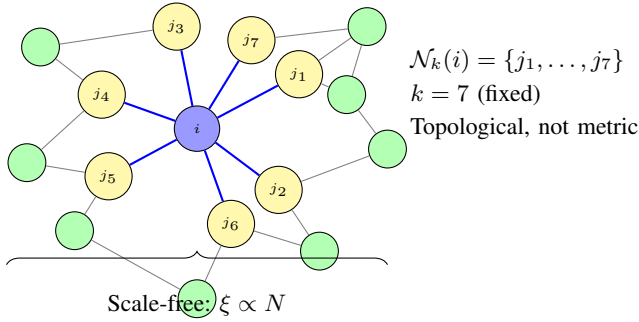 j₃
j₇
j₁
j₄
i
j₅
j₂
j₆
𝒩ₖ(i) = {j₁, . . . , j₇}
k = 7 (fixed)
Topological, not metric
Scale-free: ξ ∝ N